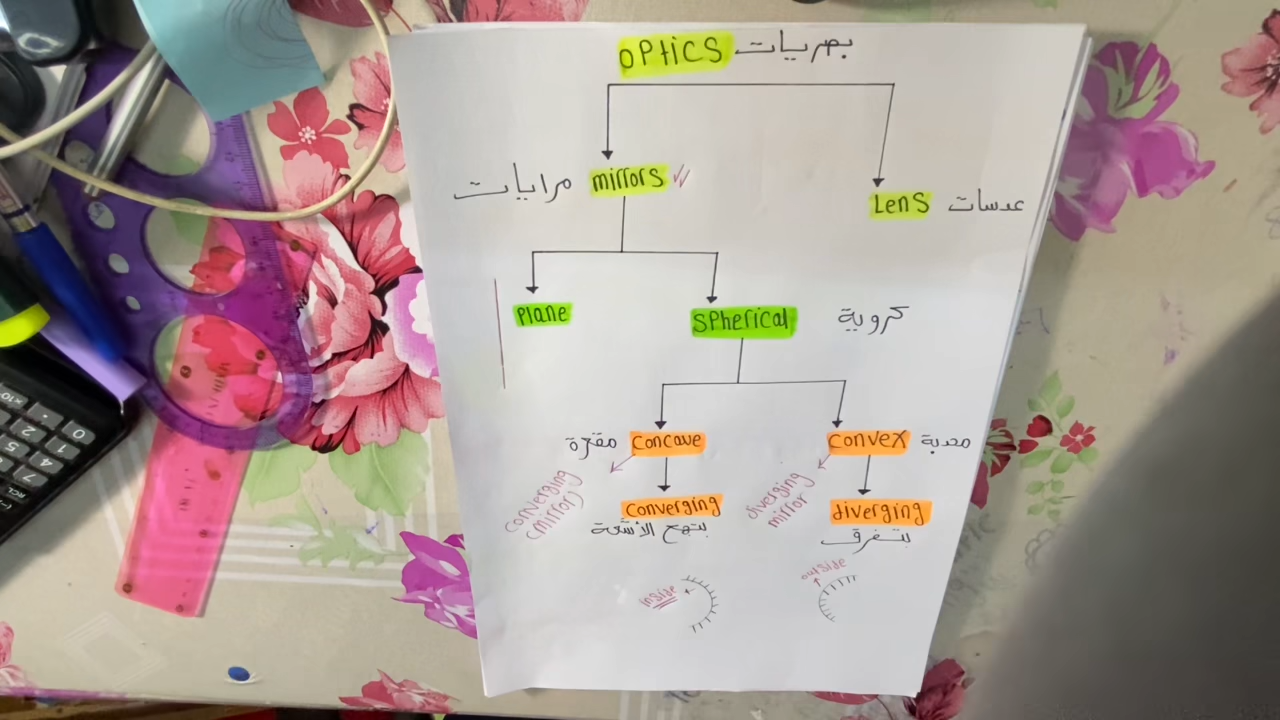 OPtiCS بصريات
mirrors مرايات
LenS عدسات
Plane
SPherical كروية
Concave مقعرة
ConveX محدبة
Converging
(mirror)
diverging
mirror
Converging
diverging
بتجمع الأشعة
بتفرق
inside
outside